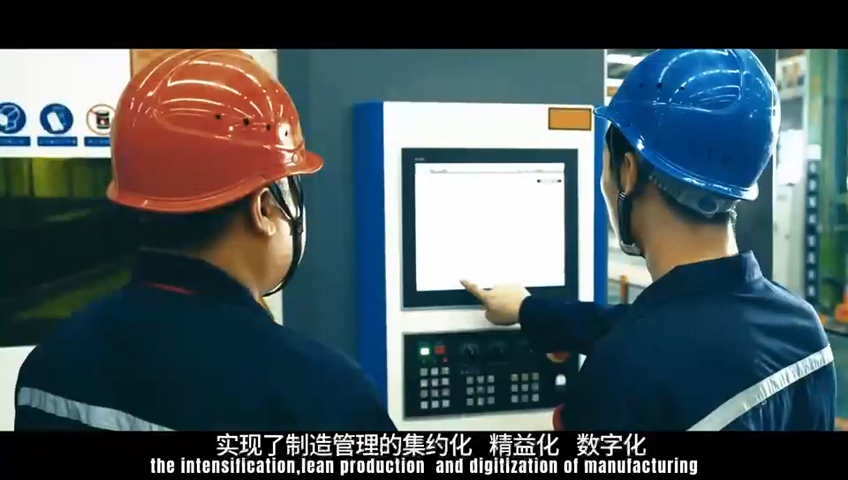 实现了制造管理的集约化 精益化 数字化
the intensification,lean production and digitization of manufacturing